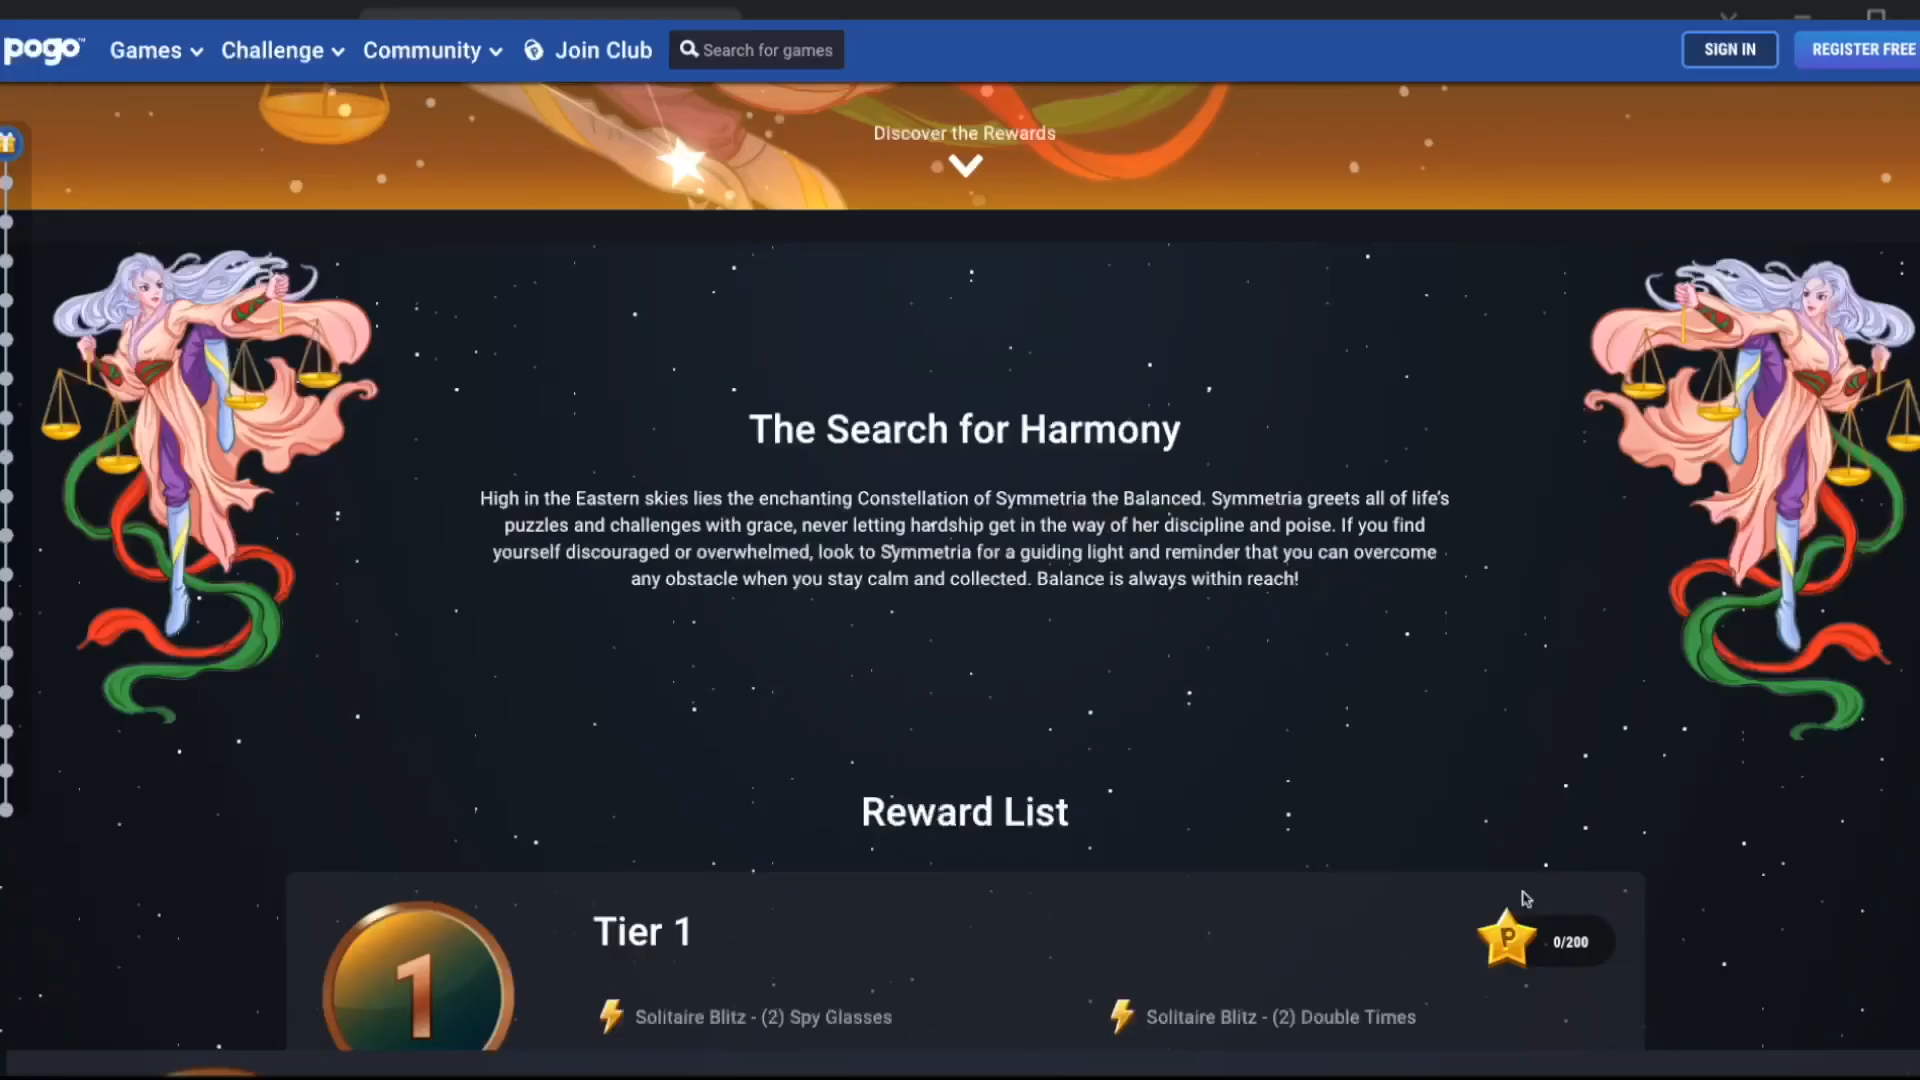 pogo™
Games
Challenge
Community
Join Club
Search for games
SIGN IN
REGISTER FREE
Discover the Rewards
The Search for Harmony
High in the Eastern skies lies the enchanting Constellation of Symmetria the Balanced. Symmetria greets all of life's
puzzles and challenges with grace, never letting hardship get in the way of her discipline and poise. If you find
yourself discouraged or overwhelmed, look to Symmetria for a guiding light and reminder that you can overcome
any obstacle when you stay calm and collected. Balance is always within reach!
Reward List
1
Tier 1
P
0/200
Solitaire Blitz - (2) Spy Glasses
Solitaire Blitz - (2) Double Times